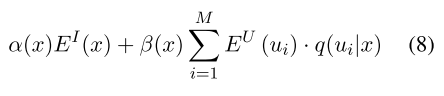 α(x)E^I(x) + β(x) ∑_{i=1}^{M} E^U (u_i) · q(u_i|x) (8)